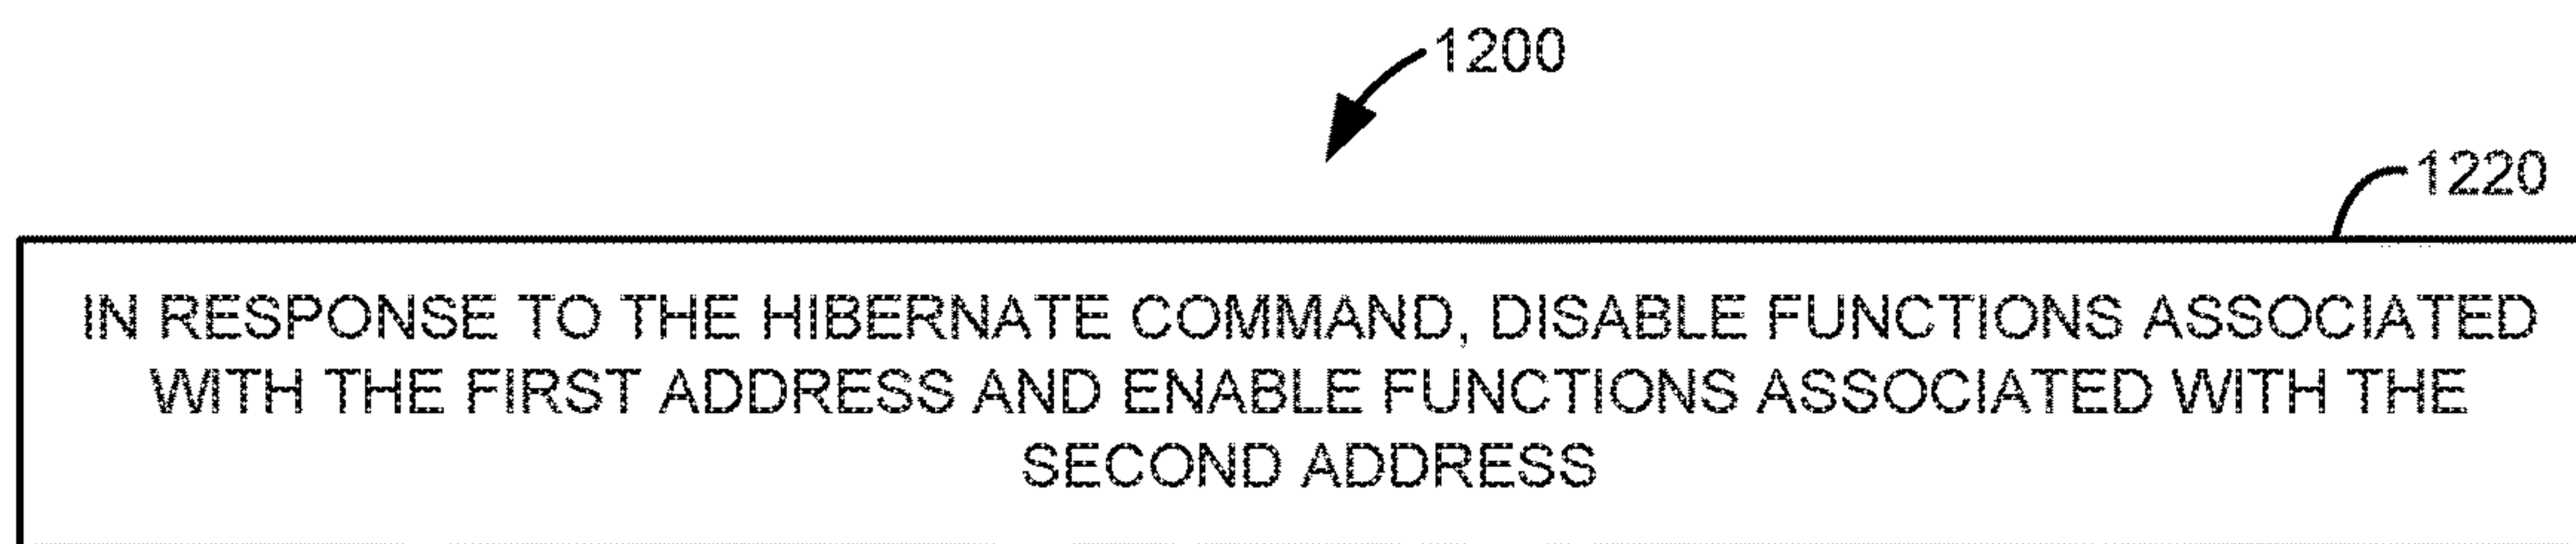 1200
1220
IN RESPONSE TO THE HIBERNATE COMMAND, DISABLE FUNCTIONS ASSOCIATED
WITH THE FIRST ADDRESS AND ENABLE FUNCTIONS ASSOCIATED WITH THE
SECOND ADDRESS